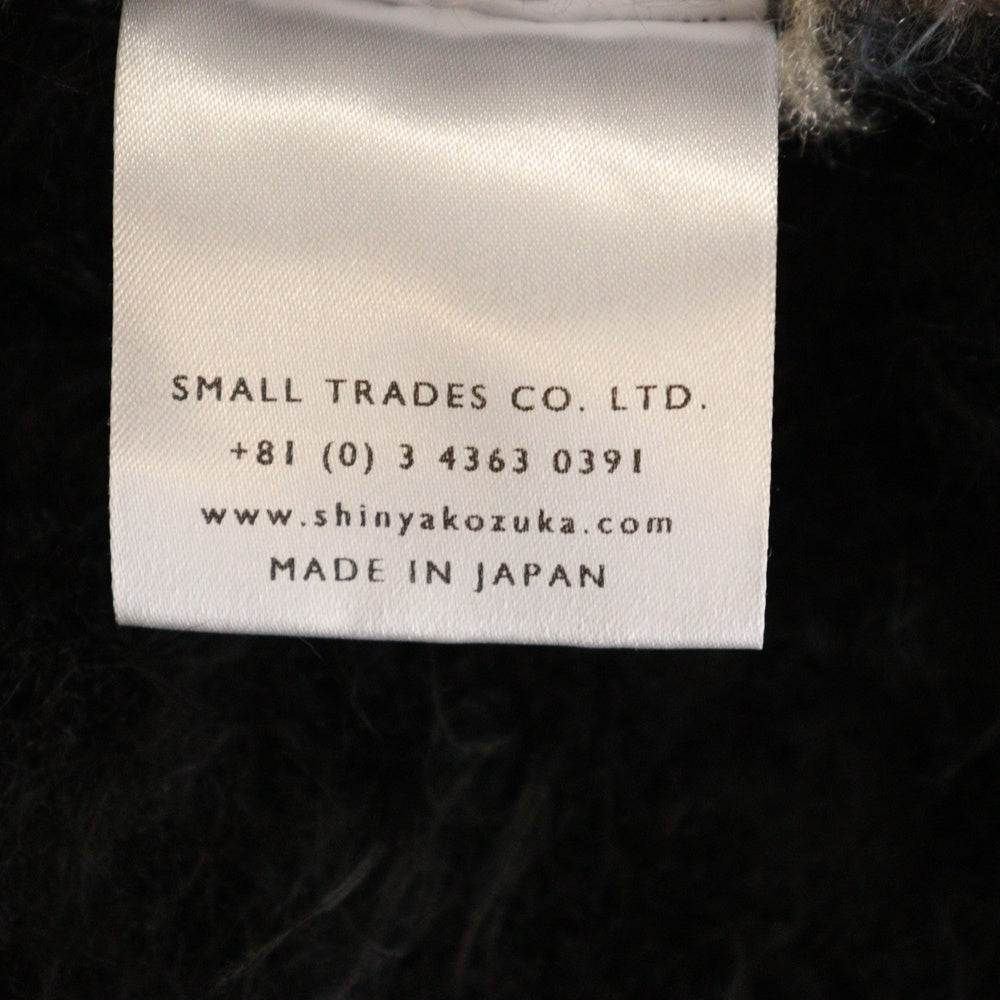 SMALL TRADES CO. LTD.
+81 (0) 3 4363 0391
www.shinyakozuka.com
MADE IN JAPAN